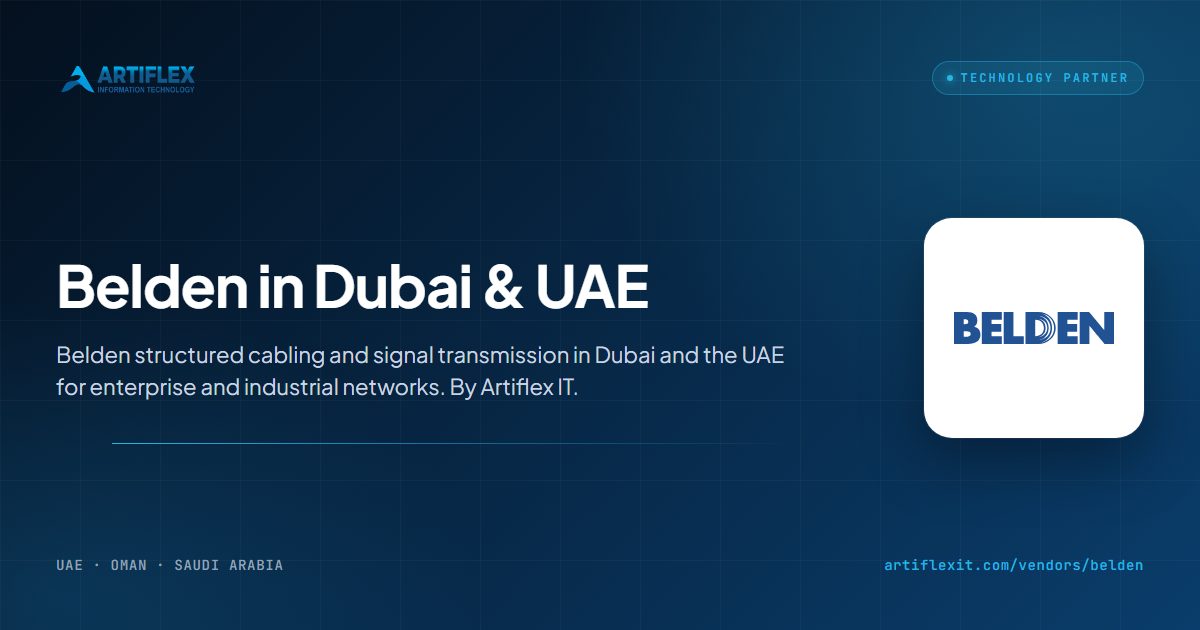 ARTIFLEX
INFORMATION TECHNOLOGY
TECHNOLOGY PARTNER
Belden in Dubai & UAE
Belden structured cabling and signal transmission in Dubai and the UAE
for enterprise and industrial networks. By Artiflex IT.
BELDEN
UAE · OMAN · SAUDI ARABIA
artiflexit.com/vendors/belden